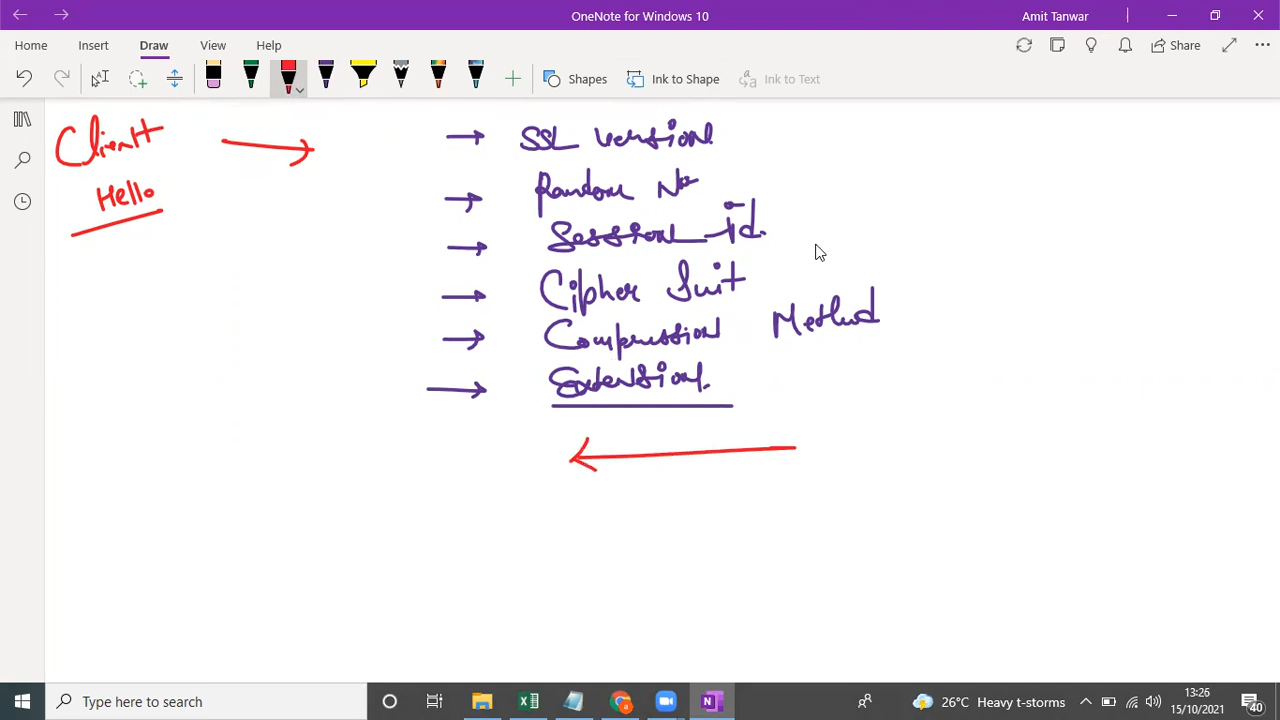 OneNote for Windows 10
Amit Tanwar
Home Insert Draw View Help
Share
Shapes Ink to Shape Ink to Text
Client
Hello
SSL Version
Random No
Session id.
Cipher Suit
Compression Method
Extension.
Type here to search
26°C Heavy t-storms
13:26
15/10/2021
40